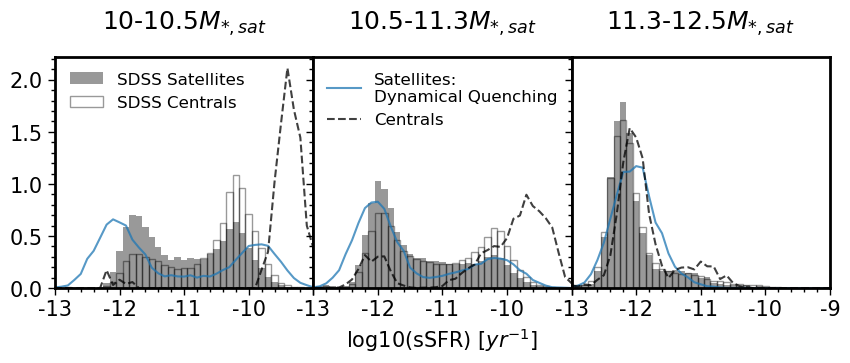 10-10.5M*,sat 10.5-11.3M*,sat 11.3-12.5M*,sat
2.0
1.5
1.0
0.5
0.0
SDSS Satellites
SDSS Centrals
Satellites:
Dynamical Quenching
Centrals
-13 -12 -11 -10 -13 -12 -11 -10 -13 -12 -11 -10 -9
log10(sSFR) [yr⁻¹]